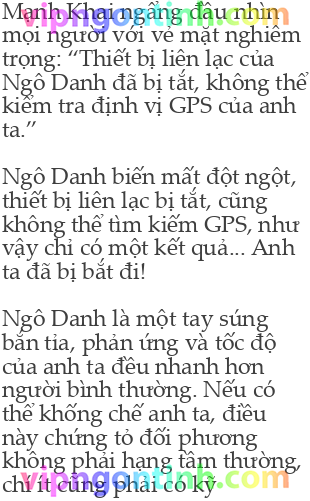 vipngontinh.com
Mạnh Khai ngẩng đầu nhìn
mọi người với vẻ mặt nghiêm
trọng: “Thiết bị liên lạc của
Ngô Danh đã bị tắt, không thể
kiểm tra định vị GPS của anh
ta.”
Ngô Danh biến mất đột ngột,
thiết bị liên lạc bị tắt, cũng
không thể tìm kiếm GPS, như
vậy chỉ có một kết quả... Anh
ta đã bị bắt đi!
Ngô Danh là một tay súng
bắn tỉa, phản ứng và tốc độ
của anh ta đều nhanh hơn
người bình thường. Nếu có
thể khống chế anh ta, điều
này chứng tỏ đối phương
không phải hạng tầm thường,
vipngontinh.com
chí ít cũng phải có kỹ